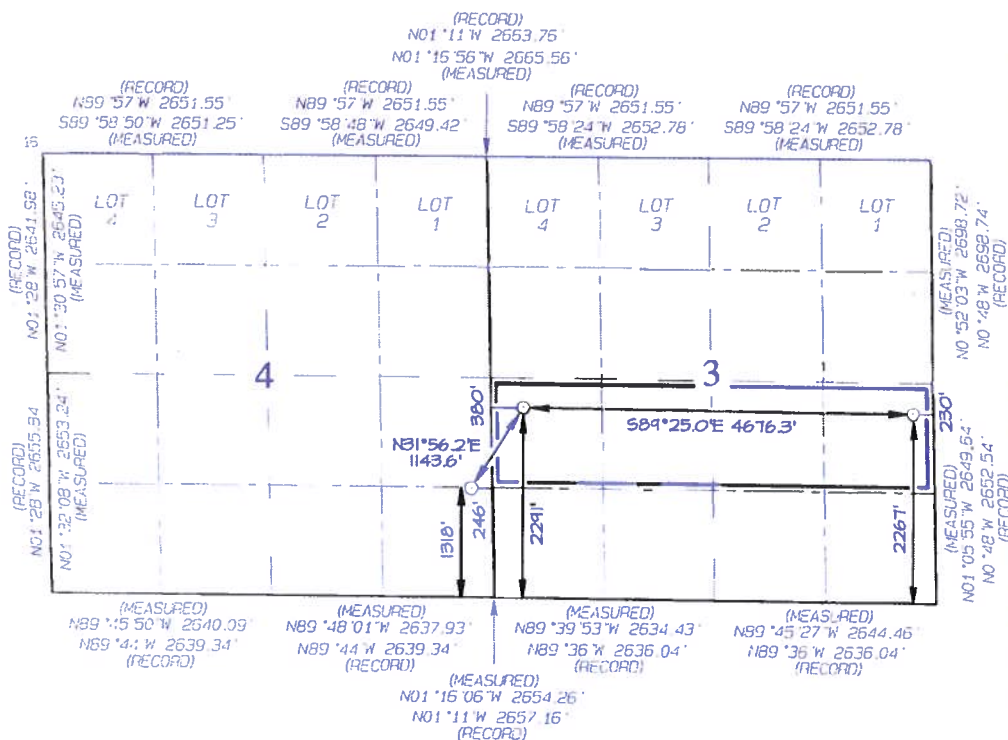 (RECORD)
N01°11'W 2663.76'
N01°16'56"W 2665.56'
(MEASURED)
(RECORD)
N89°57'W 2651.55'
S89°58'50"W 2651.25'
(MEASURED)
(RECORD)
N89°57'W 2651.55'
S89°58'48"W 2649.42'
(MEASURED)
(RECORD)
N89°57'W 2651.55'
S89°58'24"W 2652.78'
(MEASURED)
(RECORD)
N89°57'W 2651.55'
S89°58'24"W 2652.78'
(MEASURED)
LOT
4
LOT
3
LOT
2
LOT
1
LOT
4
LOT
3
LOT
2
LOT
1
(RECORD)
N01°28'W 2641.98'
N01°30'57"W 2645.23'
(MEASURED)
(MEASURED)
N0°52'03"W 2698.72'
N0°48'W 2698.74'
(RECORD)
4
3
380'
230'
S89°25.0'E 4676.3'
N31°56.2'E
1143.6'
(RECORD)
N01°28'W 2655.84'
N01°32'08"W 2653.24'
(MEASURED)
1318'
246'
2291'
2267'
(MEASURED)
N01°05'55"W 2649.64'
N0°48'W 2652.54'
(RECORD)
(MEASURED)
N89°45'50"W 2640.09'
N89°44'W 2639.34'
(RECORD)
(MEASURED)
N89°48'01"W 2637.93'
N89°44'W 2639.34'
(RECORD)
(MEASURED)
N89°39'53"W 2634.43'
N89°36'W 2636.04'
(RECORD)
(MEASURED)
N89°45'27"W 2644.46'
N89°36'W 2636.04'
(RECORD)
(MEASURED)
N01°16'06"W 2654.26'
N01°11'W 2657.16'
(RECORD)